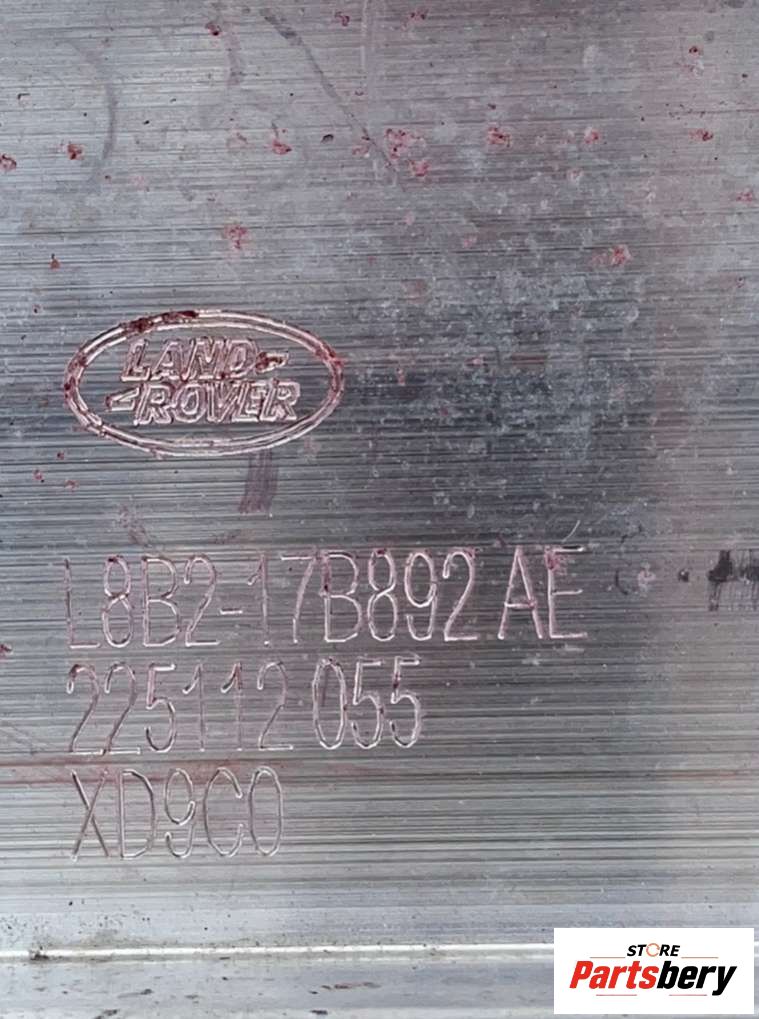 LAND
ROVER
L8B2-17B892 AE
225112 055
XD9C0
STORE
Partsbery